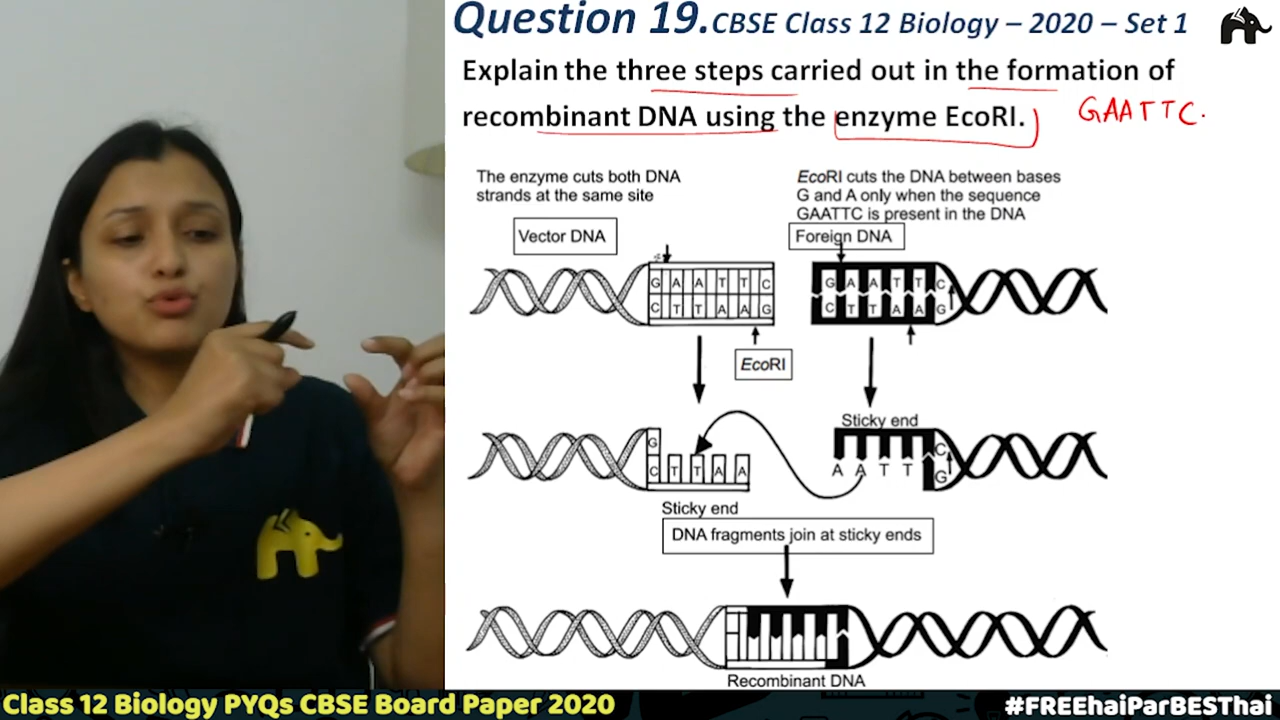 Question 19.CBSE Class 12 Biology – 2020 – Set 1
Explain the three steps carried out in the formation of
recombinant DNA using the enzyme EcoRI.
GAATTC.
The enzyme cuts both DNA
strands at the same site
EcoRI cuts the DNA between bases
G and A only when the sequence
GAATTC is present in the DNA
Vector DNA
Foreign DNA
G A A T T C
C T T A A G
G A A T T C
C T T A A G
EcoRI
Sticky end
G
C T T A A
C
A A T T G
Sticky end
DNA fragments join at sticky ends
Recombinant DNA
Class 12 Biology PYQs CBSE Board Paper 2020
#FREEhaiParBESThai